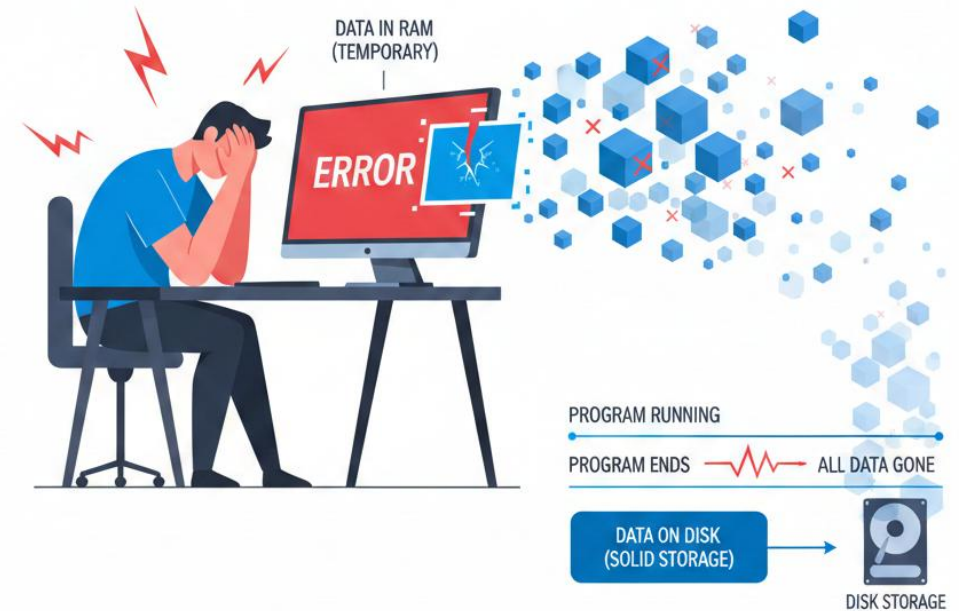 DATA IN RAM
(TEMPORARY)
ERROR
PROGRAM RUNNING
PROGRAM ENDS
ALL DATA GONE
DATA ON DISK
(SOLID STORAGE)
DISK STORAGE